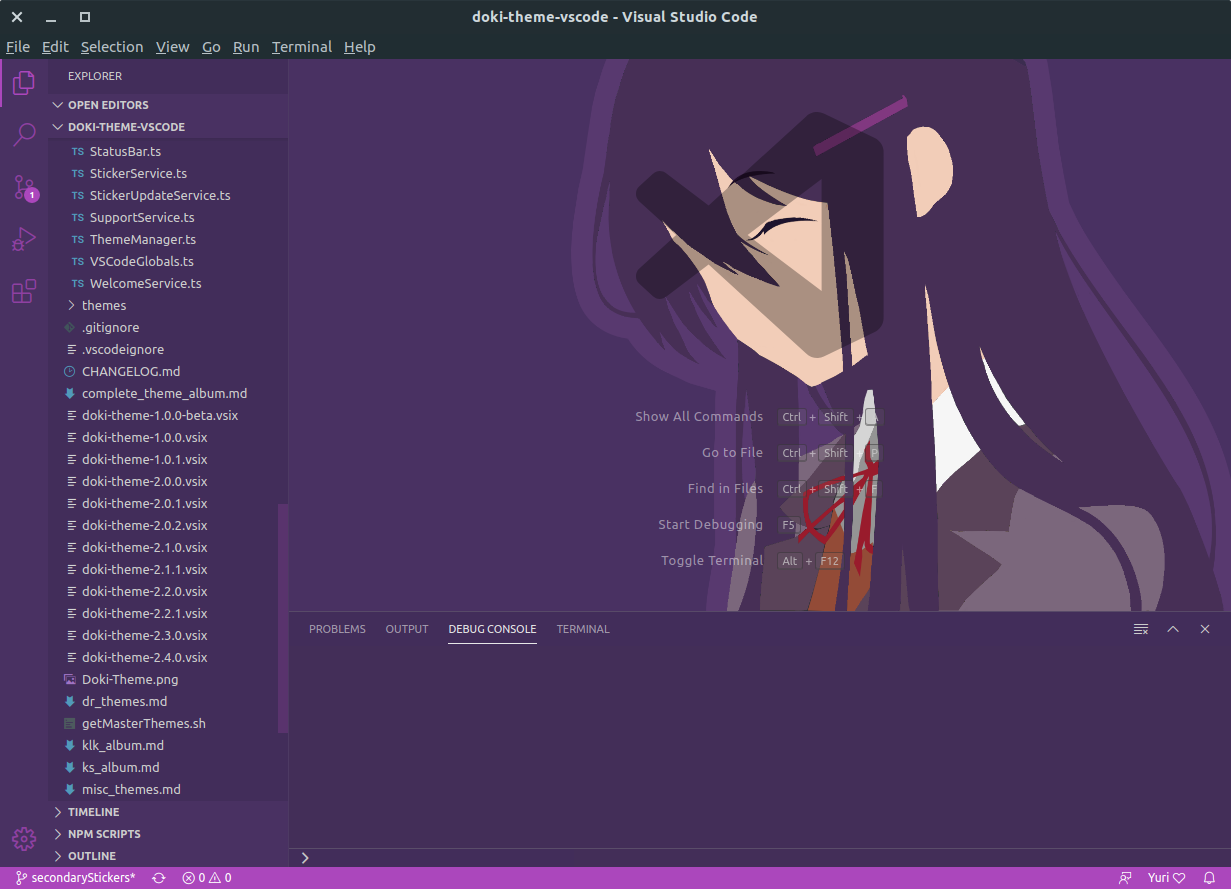 doki-theme-vscode - Visual Studio Code
File Edit Selection View Go Run Terminal Help
EXPLORER
OPEN EDITORS
DOKI-THEME-VSCODE
TS StatusBar.ts
TS StickerService.ts
TS StickerUpdateService.ts
TS SupportService.ts
TS ThemeManager.ts
TS VSCodeGlobals.ts
TS WelcomeService.ts
themes
.gitignore
.vscodeignore
CHANGELOG.md
complete_theme_album.md
doki-theme-1.0.0-beta.vsix
doki-theme-1.0.0.vsix
doki-theme-1.0.1.vsix
doki-theme-2.0.0.vsix
doki-theme-2.0.1.vsix
doki-theme-2.0.2.vsix
doki-theme-2.1.0.vsix
doki-theme-2.1.1.vsix
doki-theme-2.2.0.vsix
doki-theme-2.2.1.vsix
doki-theme-2.3.0.vsix
doki-theme-2.4.0.vsix
Doki-Theme.png
dr_themes.md
getMasterThemes.sh
klk_album.md
ks_album.md
misc_themes.md
TIMELINE
NPM SCRIPTS
OUTLINE
1
Show All Commands Ctrl + Shift + A
Go to File Ctrl + Shift + P
Find in Files Ctrl + Shift + F
Start Debugging F5
Toggle Terminal Alt + F12
PROBLEMS OUTPUT DEBUG CONSOLE TERMINAL
secondaryStickers* 0 0 Yuri♡